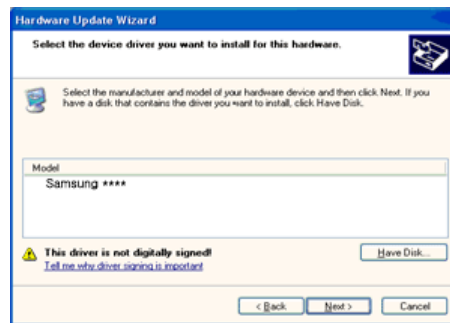 Hardware Update Wizard
Select the device driver you want to install for this hardware.
Select the manufacturer and model of your hardware device and then click Next. If you
have a disk that contains the driver you want to install, click Have Disk.
Model
Samsung ****
This driver is not digitally signed!
Tell me why driver signing is important
Have Disk...
< Back
Next >
Cancel